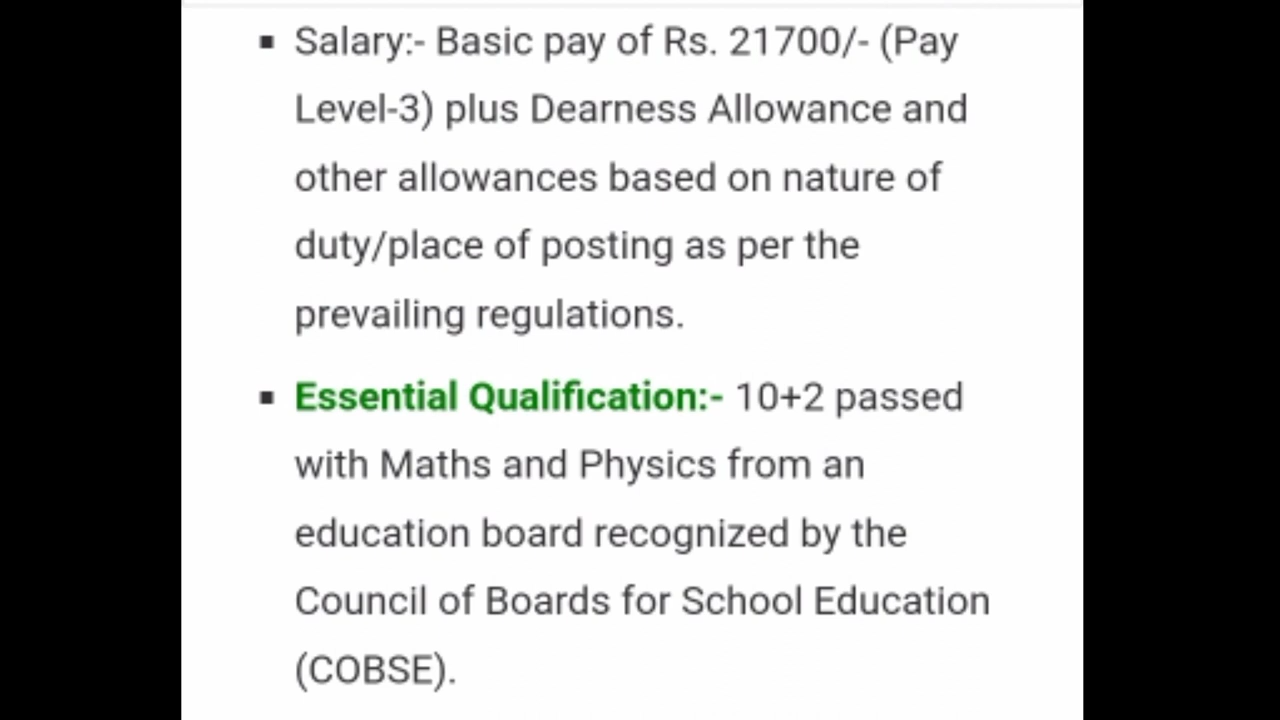 ▪ Salary:- Basic pay of Rs. 21700/- (Pay
Level-3) plus Dearness Allowance and
other allowances based on nature of
duty/place of posting as per the
prevailing regulations.
▪ Essential Qualification:- 10+2 passed
with Maths and Physics from an
education board recognized by the
Council of Boards for School Education
(COBSE).